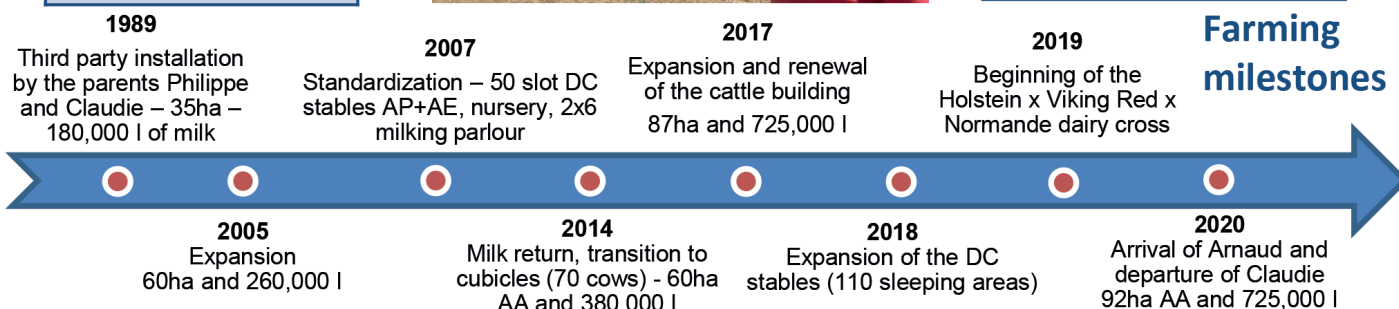 Farming
milestones
1989
Third party installation
by the parents Philippe
and Claudie – 35ha –
180,000 l of milk
2005
Expansion
60ha and 260,000 l
2007
Standardization – 50 slot DC
stables AP+AE, nursery, 2x6
milking parlour
2014
Milk return, transition to
cubicles (70 cows) - 60ha
AA and 380,000 l
2017
Expansion and renewal
of the cattle building
87ha and 725,000 l
2018
Expansion of the DC
stables (110 sleeping areas)
2019
Beginning of the
Holstein x Viking Red x
Normande dairy cross
2020
Arrival of Arnaud and
departure of Claudie
92ha AA and 725,000 l